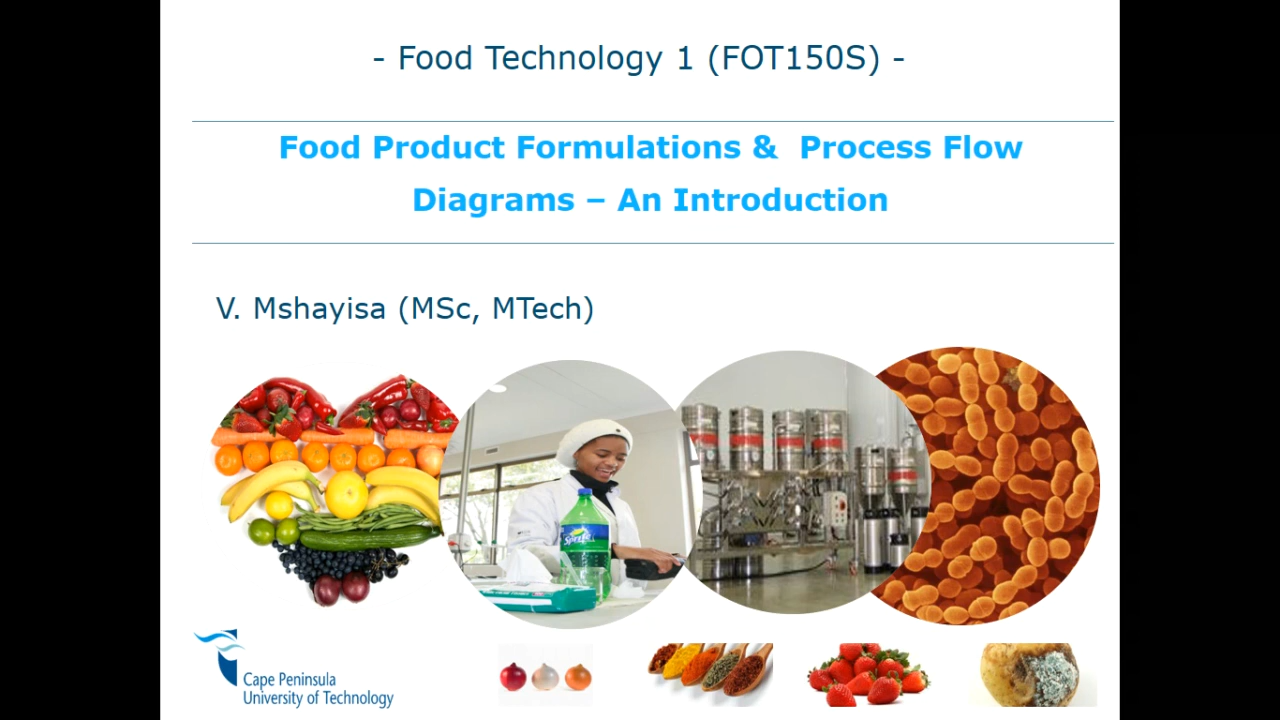 - Food Technology 1 (FOT150S) -
Food Product Formulations & Process Flow
Diagrams – An Introduction
V. Mshayisa (MSc, MTech)
Sprite
Cape Peninsula
University of Technology